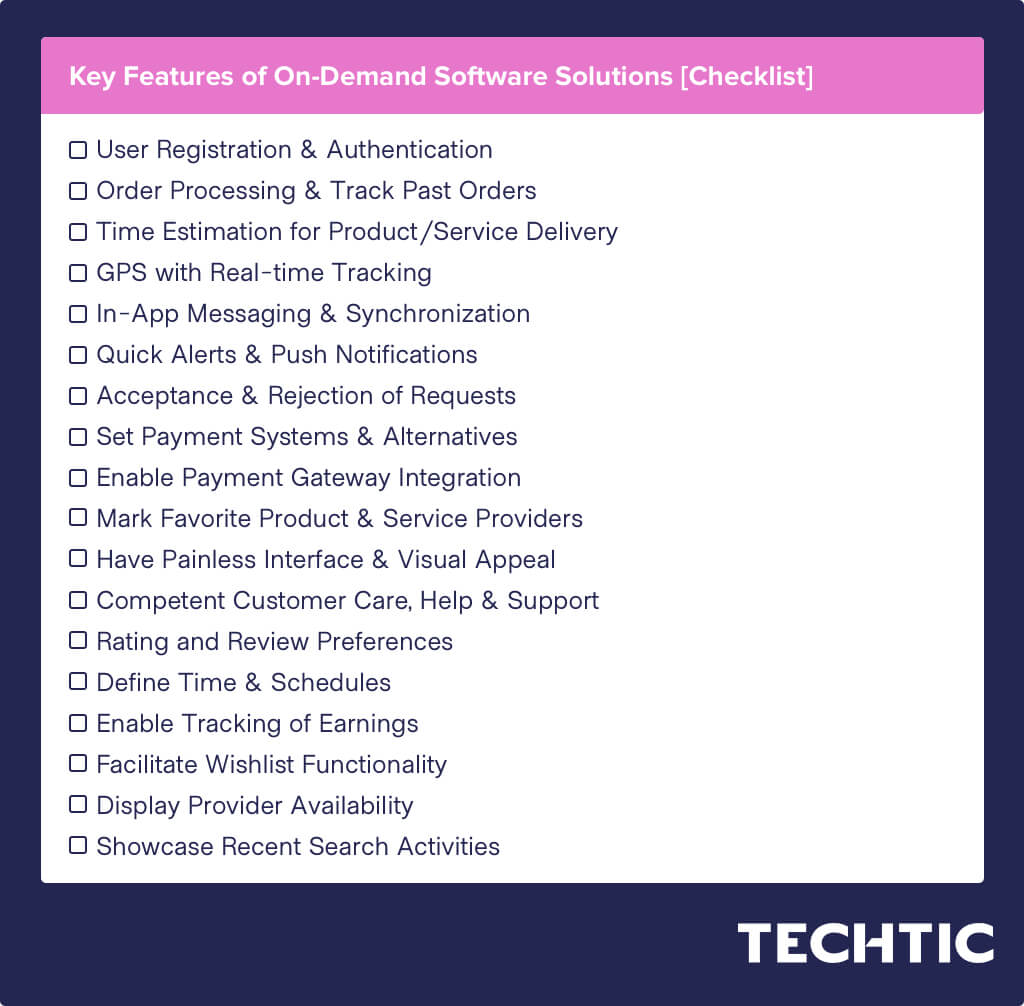 Key Features of On-Demand Software Solutions [Checklist]
User Registration & Authentication
Order Processing & Track Past Orders
Time Estimation for Product/Service Delivery
GPS with Real-time Tracking
In-App Messaging & Synchronization
Quick Alerts & Push Notifications
Acceptance & Rejection of Requests
Set Payment Systems & Alternatives
Enable Payment Gateway Integration
Mark Favorite Product & Service Providers
Have Painless Interface & Visual Appeal
Competent Customer Care, Help & Support
Rating and Review Preferences
Define Time & Schedules
Enable Tracking of Earnings
Facilitate Wishlist Functionality
Display Provider Availability
Showcase Recent Search Activities
TECHTIC